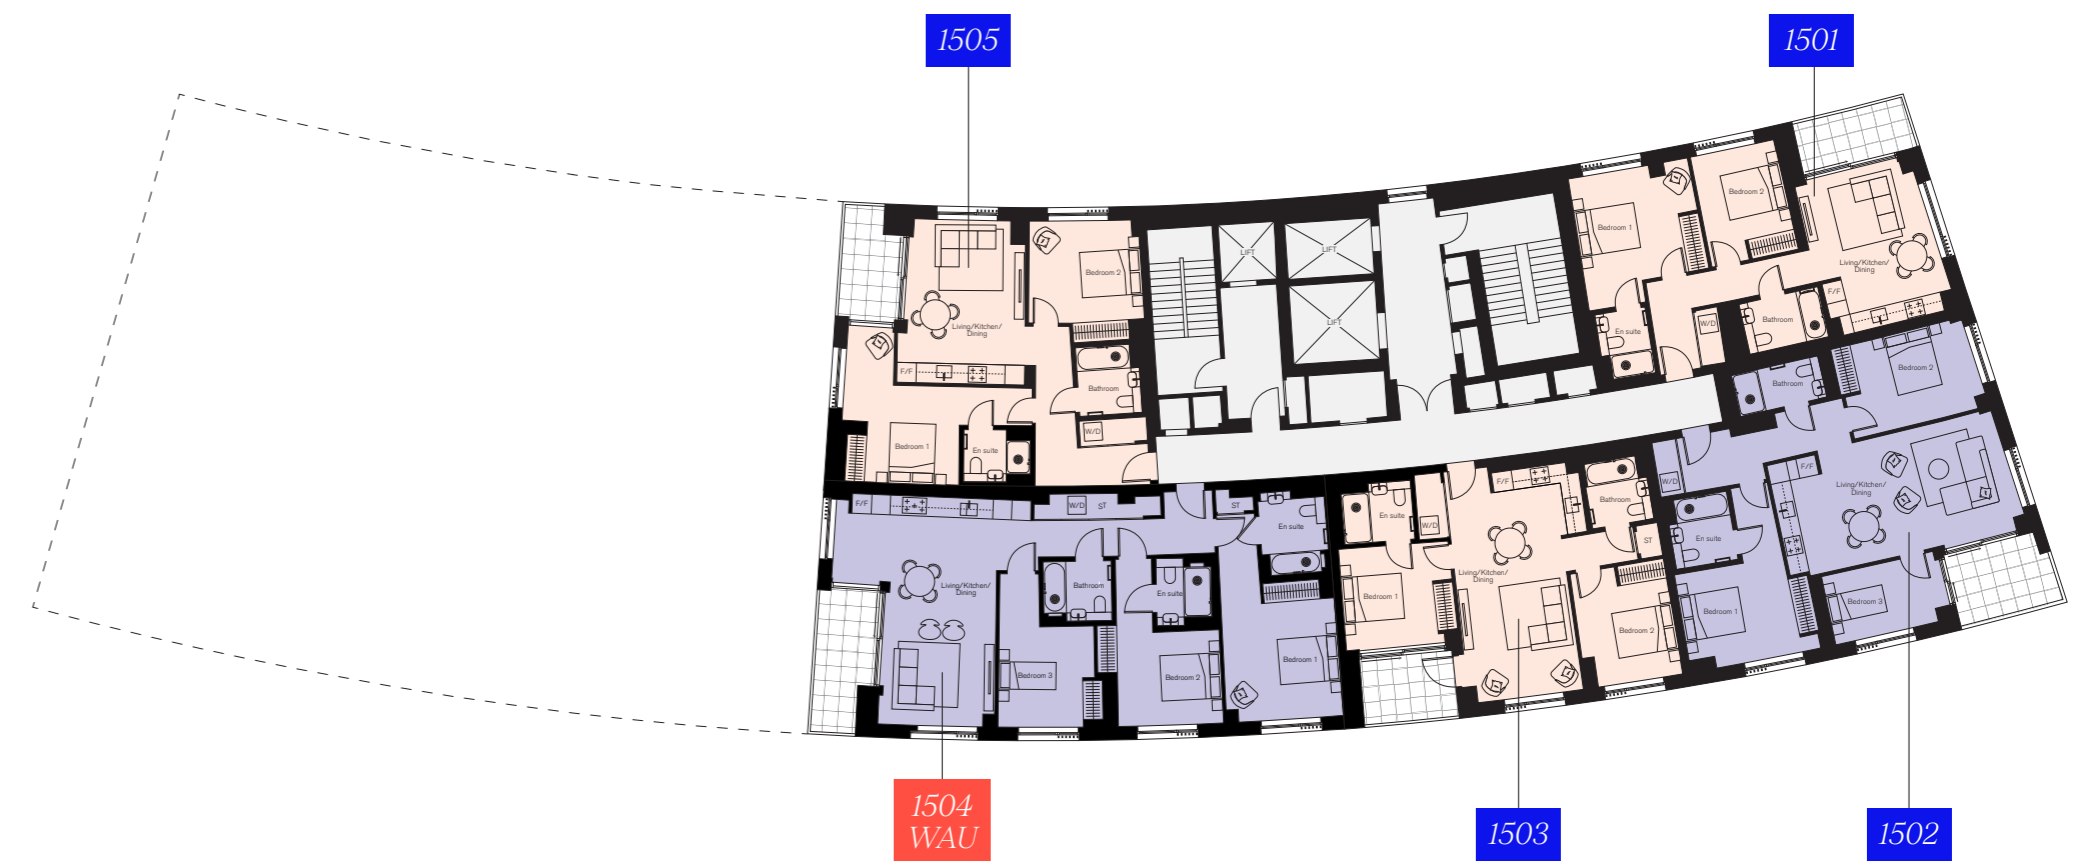 1505
1501
Living/Kitchen/
Dining
Bedroom 2
F/F
Bathroom
W/D
Bedroom 1
En suite
LIFT
LIFT
LIFT
Bedroom 1
Bedroom 2
Living/Kitchen/
Dining
En suite
W/D
Bathroom
F/F
Bathroom
Bedroom 2
F/F
Living/Kitchen/
Dining
W/D
En suite
Bedroom 1
Bedroom 3
F/F
W/D
ST
ST
En suite
Living/Kitchen/
Dining
Bathroom
En suite
Bedroom 3
Bedroom 2
Bedroom 1
En suite
W/D
F/F
Bathroom
ST
Living/Kitchen/
Dining
Bedroom 1
Bedroom 2
1504
WAU
1503
1502